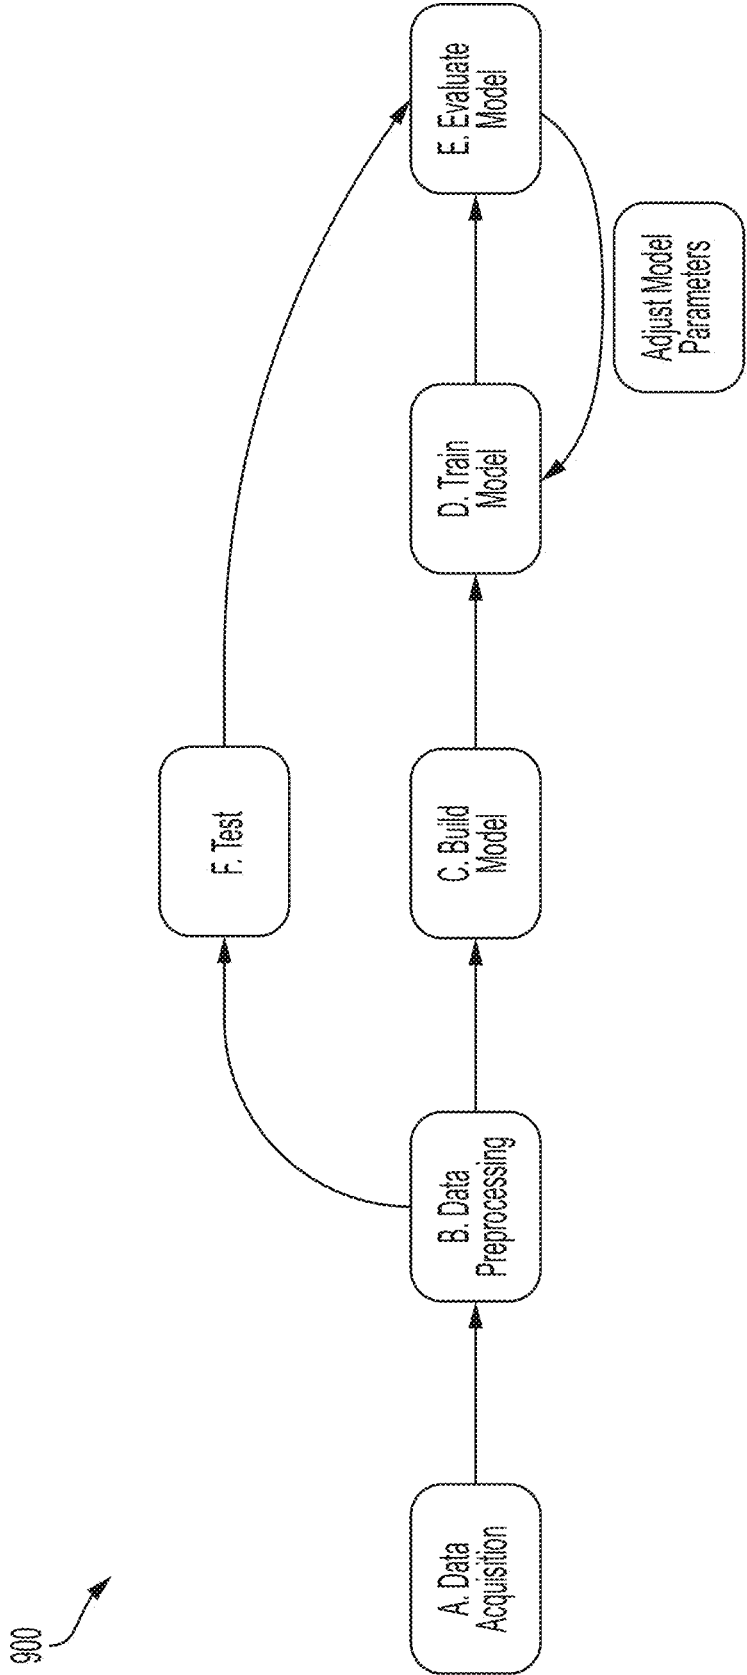 900
A. Data
Acquisition
B. Data
Preprocessing
F. Test
C. Build
Model
D. Train
Model
E. Evaluate
Model
Adjust Model
Parameters